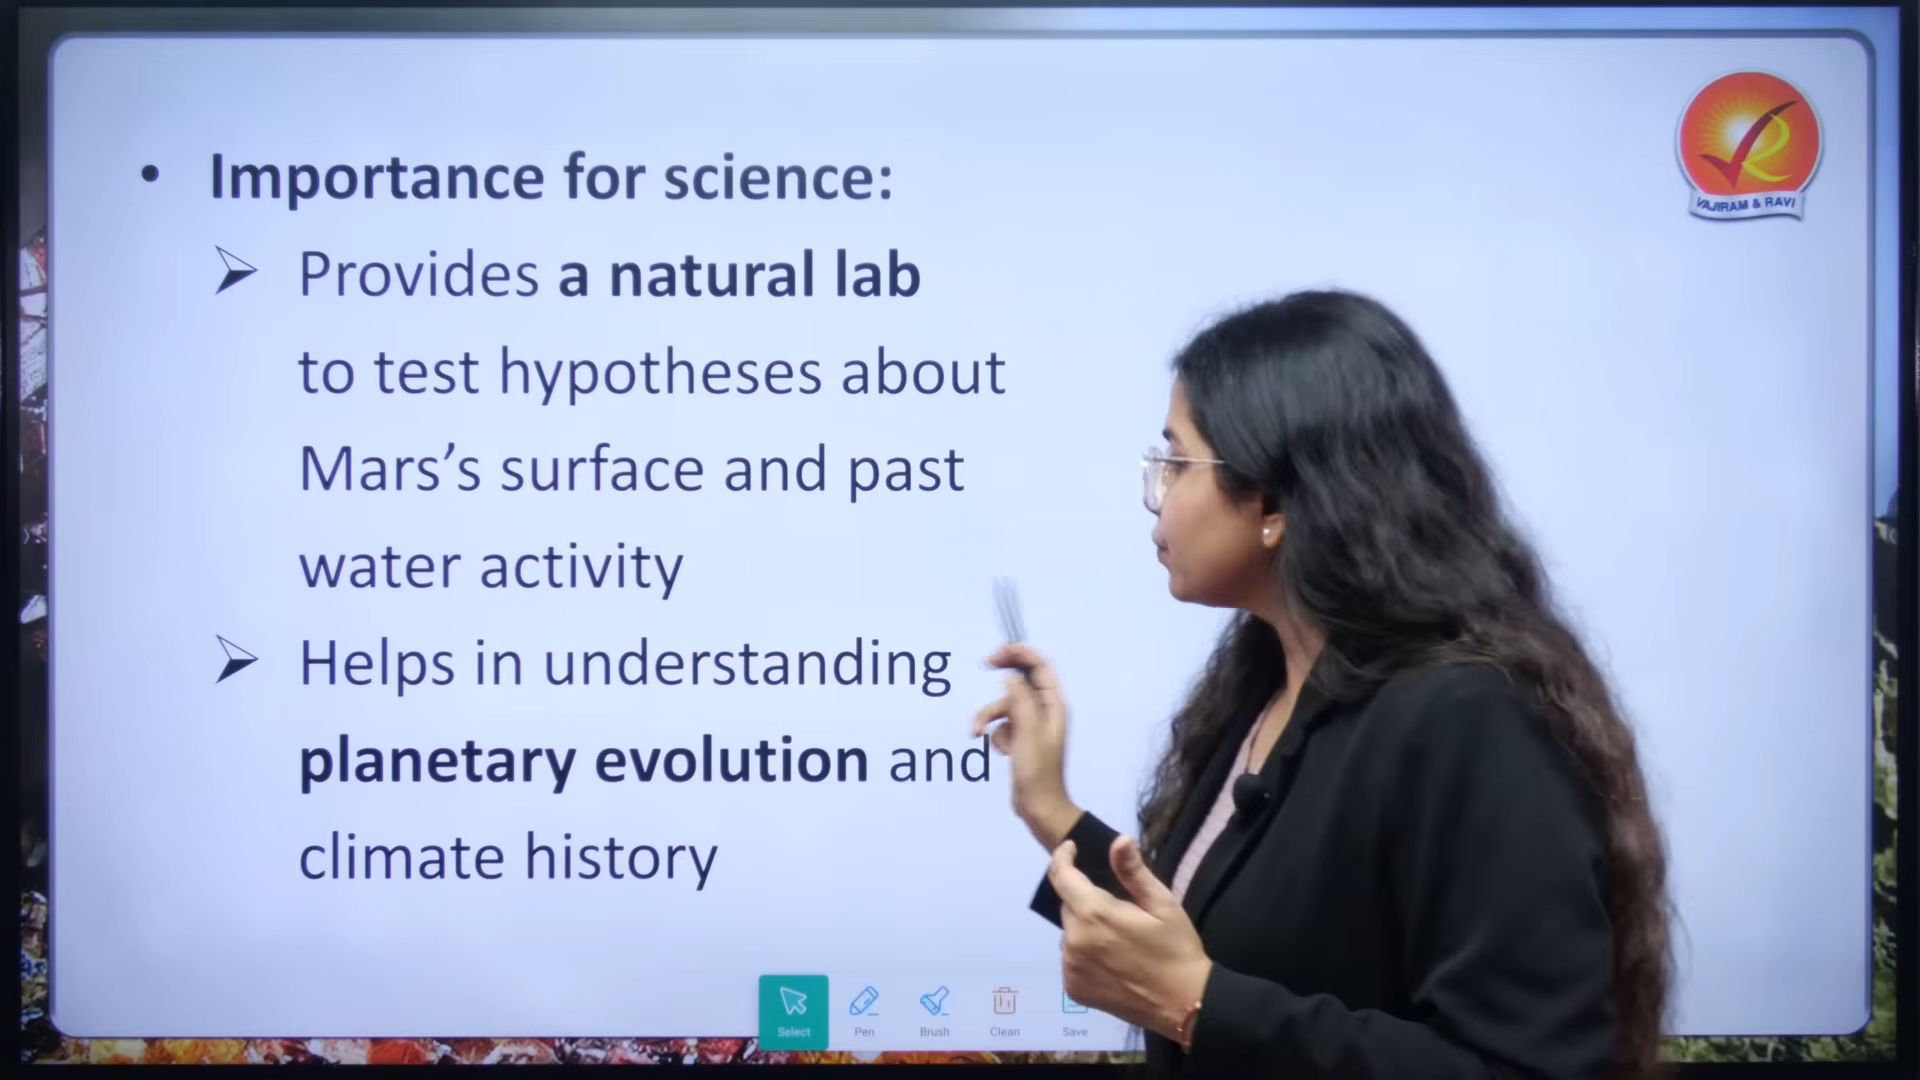 • Importance for science:
➢ Provides a natural lab
to test hypotheses about
Mars’s surface and past
water activity
➢ Helps in understanding
planetary evolution and
climate history
VAJIRAM & RAVI
Select Pen Brush Clean Save